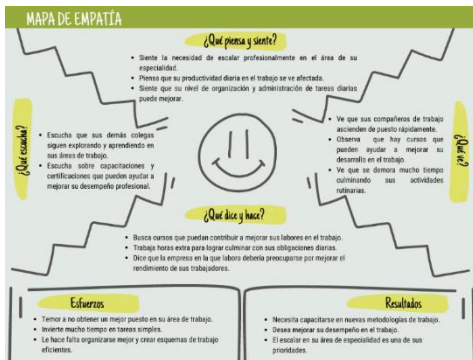 MAPA DE EMPATÍA
¿Qué piensa y siente?
• Siente la necesidad de escalar profesionalmente en el área de su
especialidad.
• Piensa que su productividad diaria en el trabajo se ve afectada.
• Siente que su nivel de organización y administración de tareas diarias
puede mejorar.
¿Qué escucha?
• Escucha que sus demás colegas
siguen explorando y aprendiendo en
sus áreas de trabajo.
• Escucha sobre capacitaciones y
certificaciones que pueden ayudar a
mejorar su desempeño profesional.
¿Qué ve?
• Ve que sus compañeros de trabajo
ascienden de puesto rápidamente.
• Observa que hay cursos que
pueden ayudar a mejorar su
desarrollo en el trabajo.
• Ve que se demora mucho tiempo
culminando sus actividades
rutinarias.
¿Qué dice y hace?
• Busca cursos que puedan contribuir a mejorar sus labores en el trabajo.
• Trabaja horas extra para lograr culminar con sus obligaciones diarias.
• Dice que la empresa en la que labora debería preocuparse por mejorar el
rendimiento de sus trabajadores.
Esfuerzos
• Temor a no obtener un mejor puesto en su área de trabajo.
• Invierte mucho tiempo en tareas simples.
• Le hace falta organizarse mejor y crear esquemas de trabajo
eficientes.
Resultados
• Necesita capacitarse en nuevas metodologías de trabajo.
• Desea mejorar su desempeño en el trabajo.
• El escalar en su área de especialidad es una de sus
prioridades.